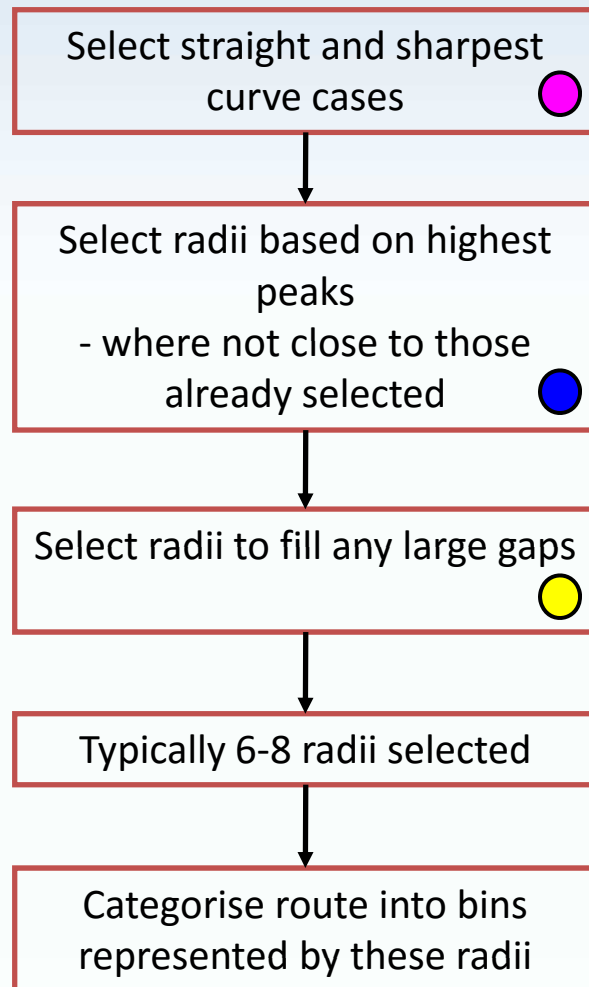 Select straight and sharpest
curve cases
Select radii based on highest
peaks
- where not close to those
already selected
Select radii to fill any large gaps
Typically 6-8 radii selected
Categorise route into bins
represented by these radii